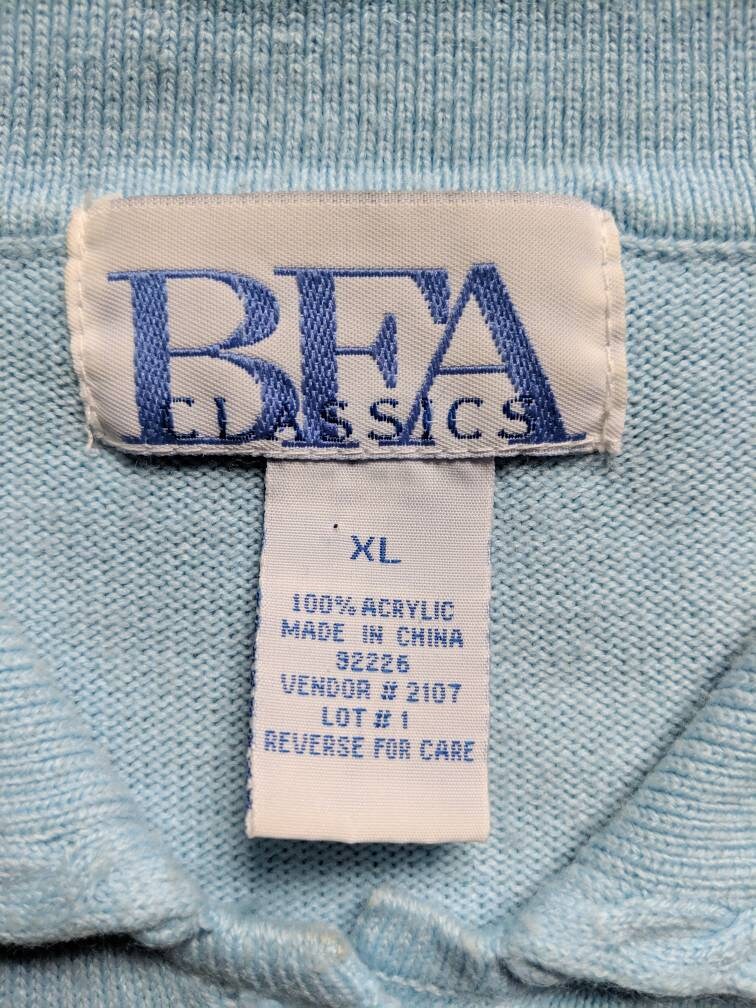 BFA
CLASSICS
XL
100% ACRYLIC
MADE IN CHINA
92226
VENDOR # 2107
LOT # 1
REVERSE FOR CARE